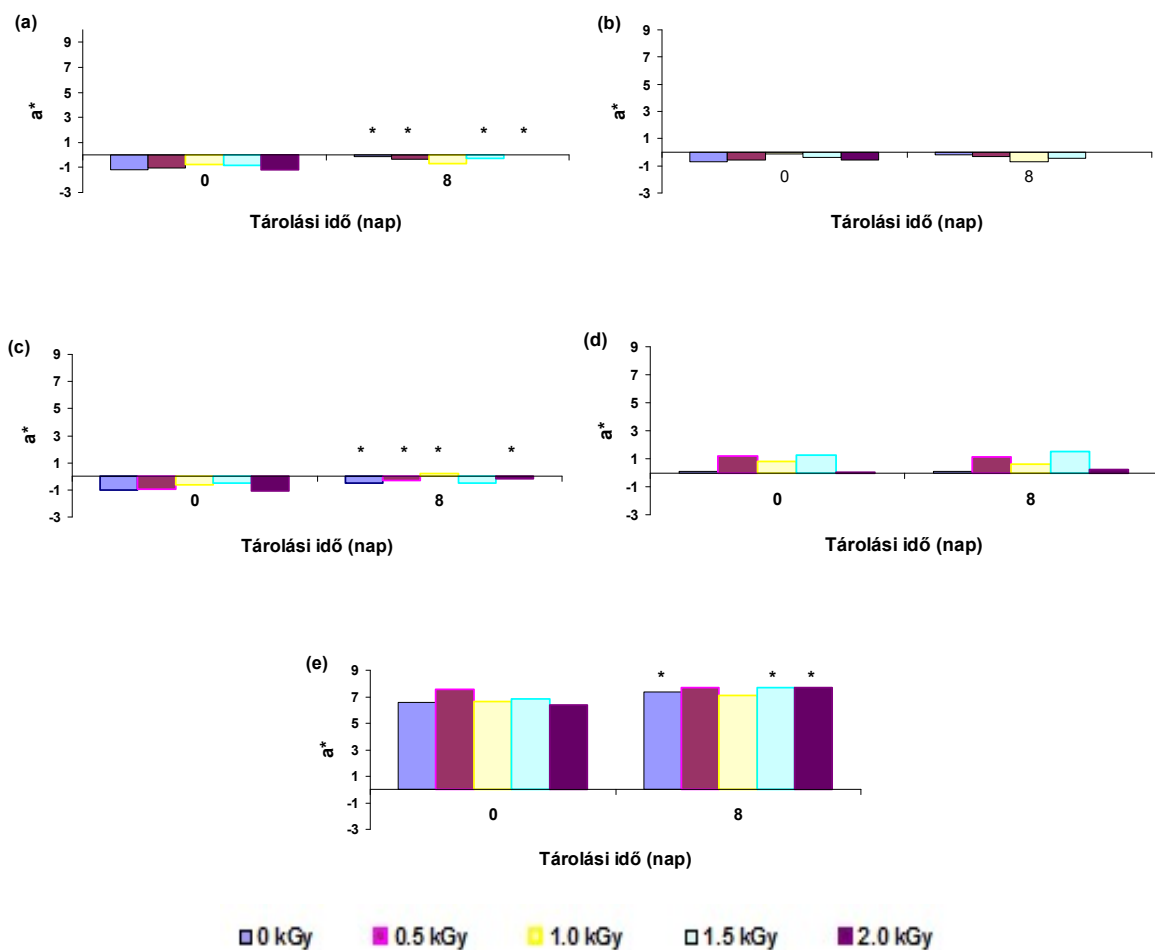 (a)
9
7
5
3
1
-1
-3
a*
* * * *
0 8
Tárolási idő (nap)
(b)
9
7
5
3
1
-1
-3
a*
0 8
Tárolási idő (nap)
(c)
9
7
5
3
1
-1
-3
a*
* * * *
0 8
Tárolási idő (nap)
(d)
9
7
5
3
1
-1
-3
a*
0 8
Tárolási idő (nap)
(e)
9
7
5
3
1
-1
-3
a*
* * *
0 8
Tárolási idő (nap)
0 kGy 0.5 kGy 1.0 kGy 1.5 kGy 2.0 kGy